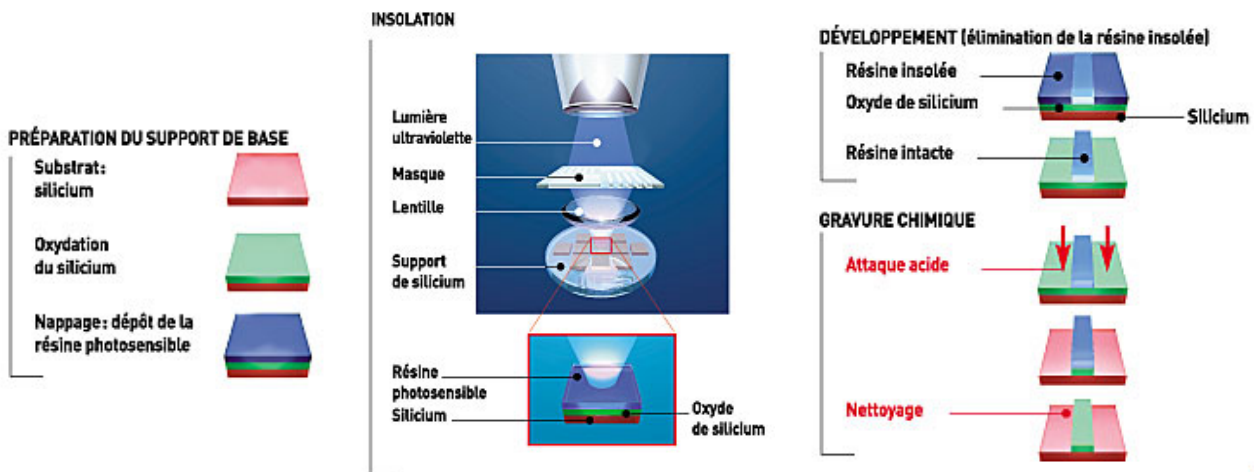 PRÉPARATION DU SUPPORT DE BASE
Substrat:
silicium
Oxydation
du silicium
Nappage: dépôt de la
résine photosensible
INSOLATION
Lumière
ultraviolette
Masque
Lentille
Support
de silicium
Résine
photosensible
Silicium
Oxyde
de silicium
DÉVELOPPEMENT (élimination de la résine insolée)
Résine insolée
Oxyde de silicium
Silicium
Résine intacte
GRAVURE CHIMIQUE
Attaque acide
Nettoyage